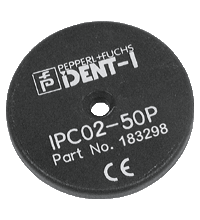 PEPPERL+FUCHS
IDENT-I
IPC02-50P
Part No. 183298
CE